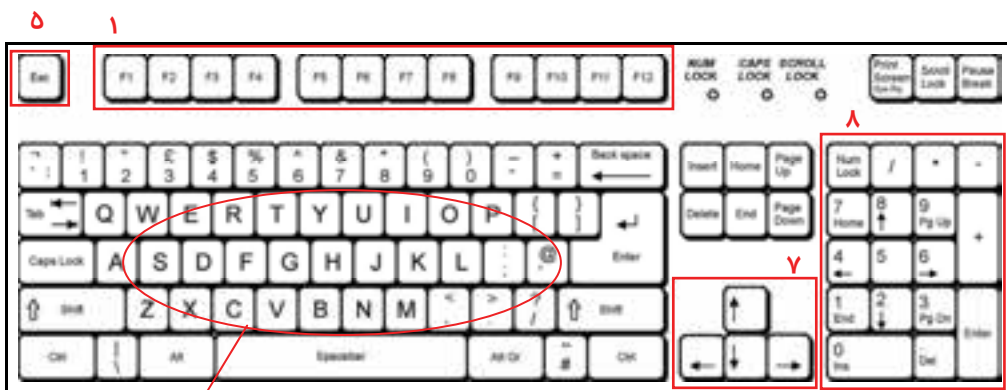 ۵ ۱
Esc F1 F2 F3 F4 F5 F6 F7 F8 F9 F10 F11 F12 NUM LOCK CAPS LOCK SCROLL LOCK Print Screen Scroll Lock Pause Break
۸
! 1 " 2 £ 3 $ 4 % 5 ^ 6 & 7 * 8 ( 9 ) 0 - + = Back space Insert Home Page Up Num Lock / * -
Tab Q W E R T Y U I O P { [ } ] Delete End Page Down 7 Home 8 9 Pg Up +
Caps Lock A S D F G H J K L : ; @ Enter 4 5 6
۷
Shift Z X C V B N M < > ? / Shift 1 End 2 3 Pg Dn Enter
Ctrl | \ Alt Spacebar Alt Gr ~ # Ctrl 0 Ins . Del